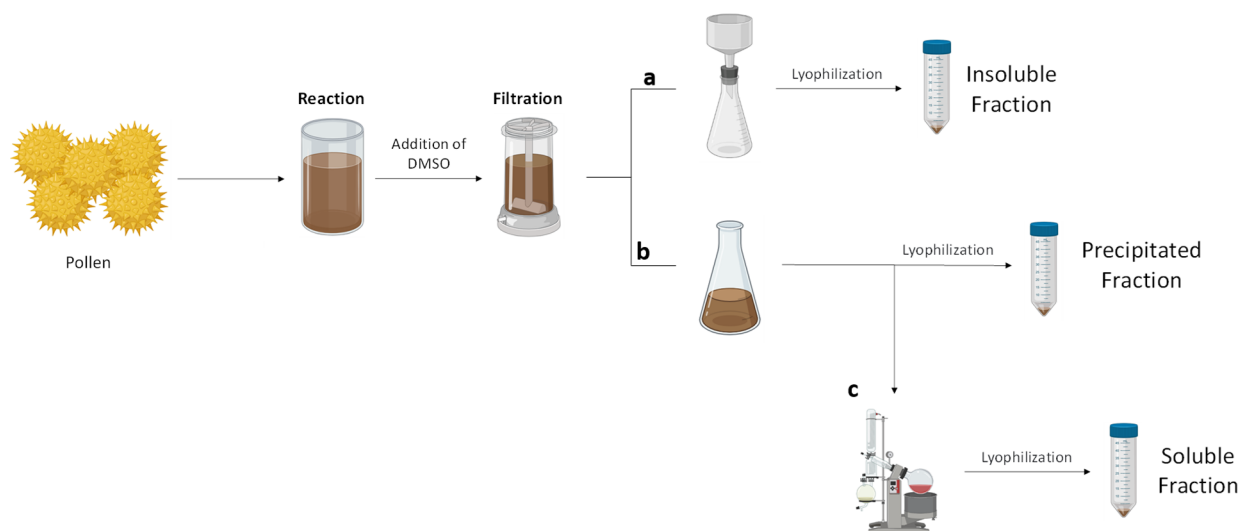 a
Lyophilization
Insoluble
Fraction
Reaction
Filtration
Addition of
DMSO
Pollen
b
Lyophilization
Precipitated
Fraction
c
Lyophilization
Soluble
Fraction